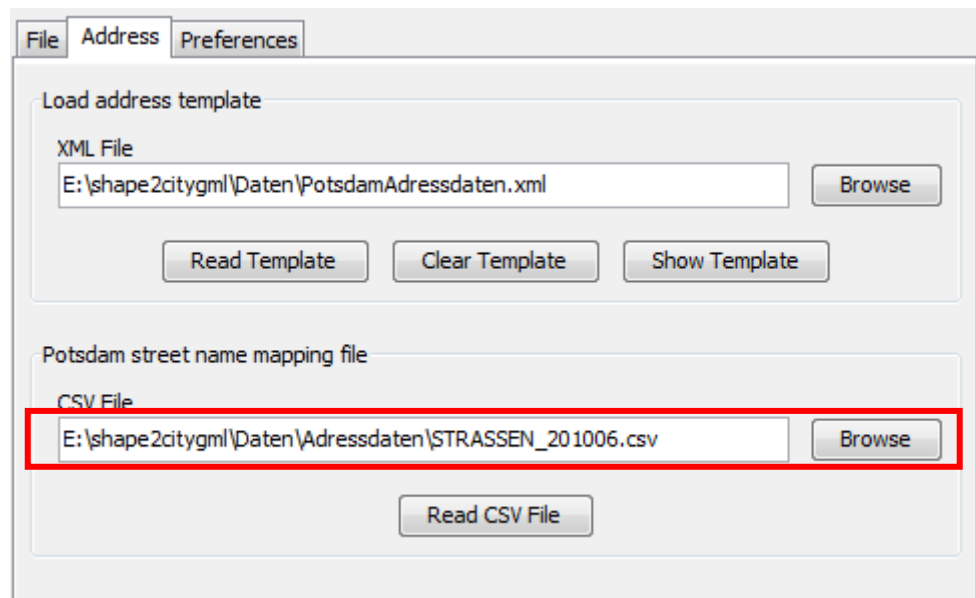 File Address Preferences
Load address template
XML File
E:\shape2citygml\Daten\PotsdamAdressdaten.xml Browse
Read Template Clear Template Show Template
Potsdam street name mapping file
CSV File
E:\shape2citygml\Daten\Adressdaten\STRASSEN_201006.csv Browse
Read CSV File